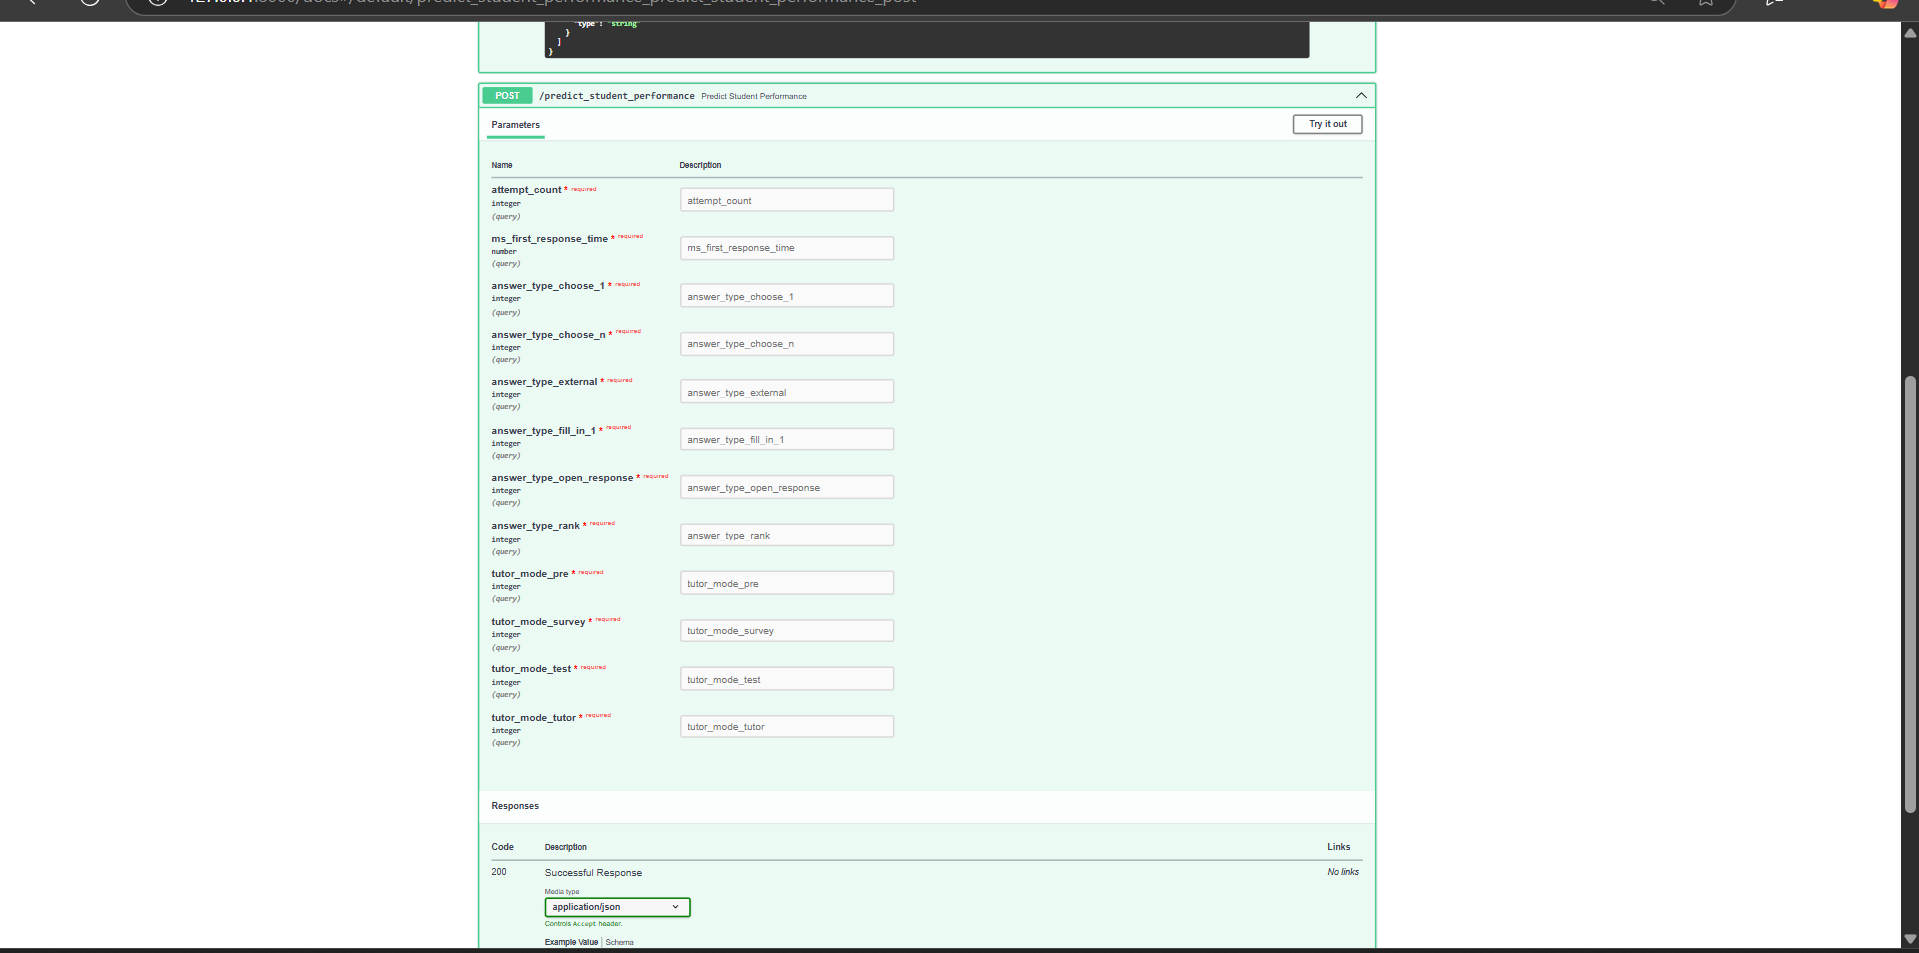 "type": "string"
}
]
}
POST /predict_student_performance Predict Student Performance
Parameters
Try it out
Name Description
attempt_count * required
integer
(query)
attempt_count
ms_first_response_time * required
number
(query)
ms_first_response_time
answer_type_choose_1 * required
integer
(query)
answer_type_choose_1
answer_type_choose_n * required
integer
(query)
answer_type_choose_n
answer_type_external * required
integer
(query)
answer_type_external
answer_type_fill_in_1 * required
integer
(query)
answer_type_fill_in_1
answer_type_open_response * required
integer
(query)
answer_type_open_response
answer_type_rank * required
integer
(query)
answer_type_rank
tutor_mode_pre * required
integer
(query)
tutor_mode_pre
tutor_mode_survey * required
integer
(query)
tutor_mode_survey
tutor_mode_test * required
integer
(query)
tutor_mode_test
tutor_mode_tutor * required
integer
(query)
tutor_mode_tutor
Responses
Code Description Links
200 Successful Response No links
Media type
application/json
Controls Accept header.
Example Value | Schema